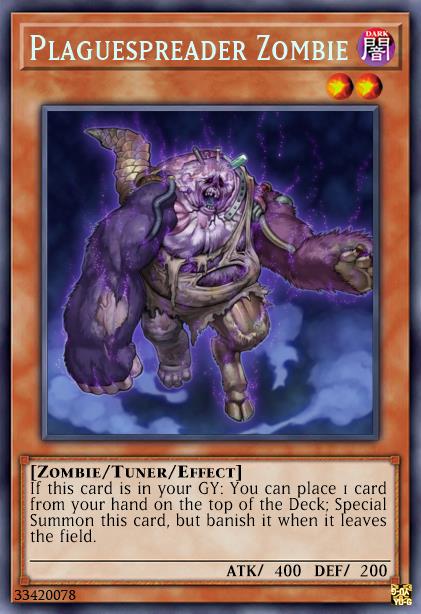 PLAGUESPREADER ZOMBIE
DARK
闇
[ZOMBIE/TUNER/EFFECT]
If this card is in your GY: You can place 1 card
from your hand on the top of the Deck; Special
Summon this card, but banish it when it leaves
the field.
ATK/ 400 DEF/ 200
33420078